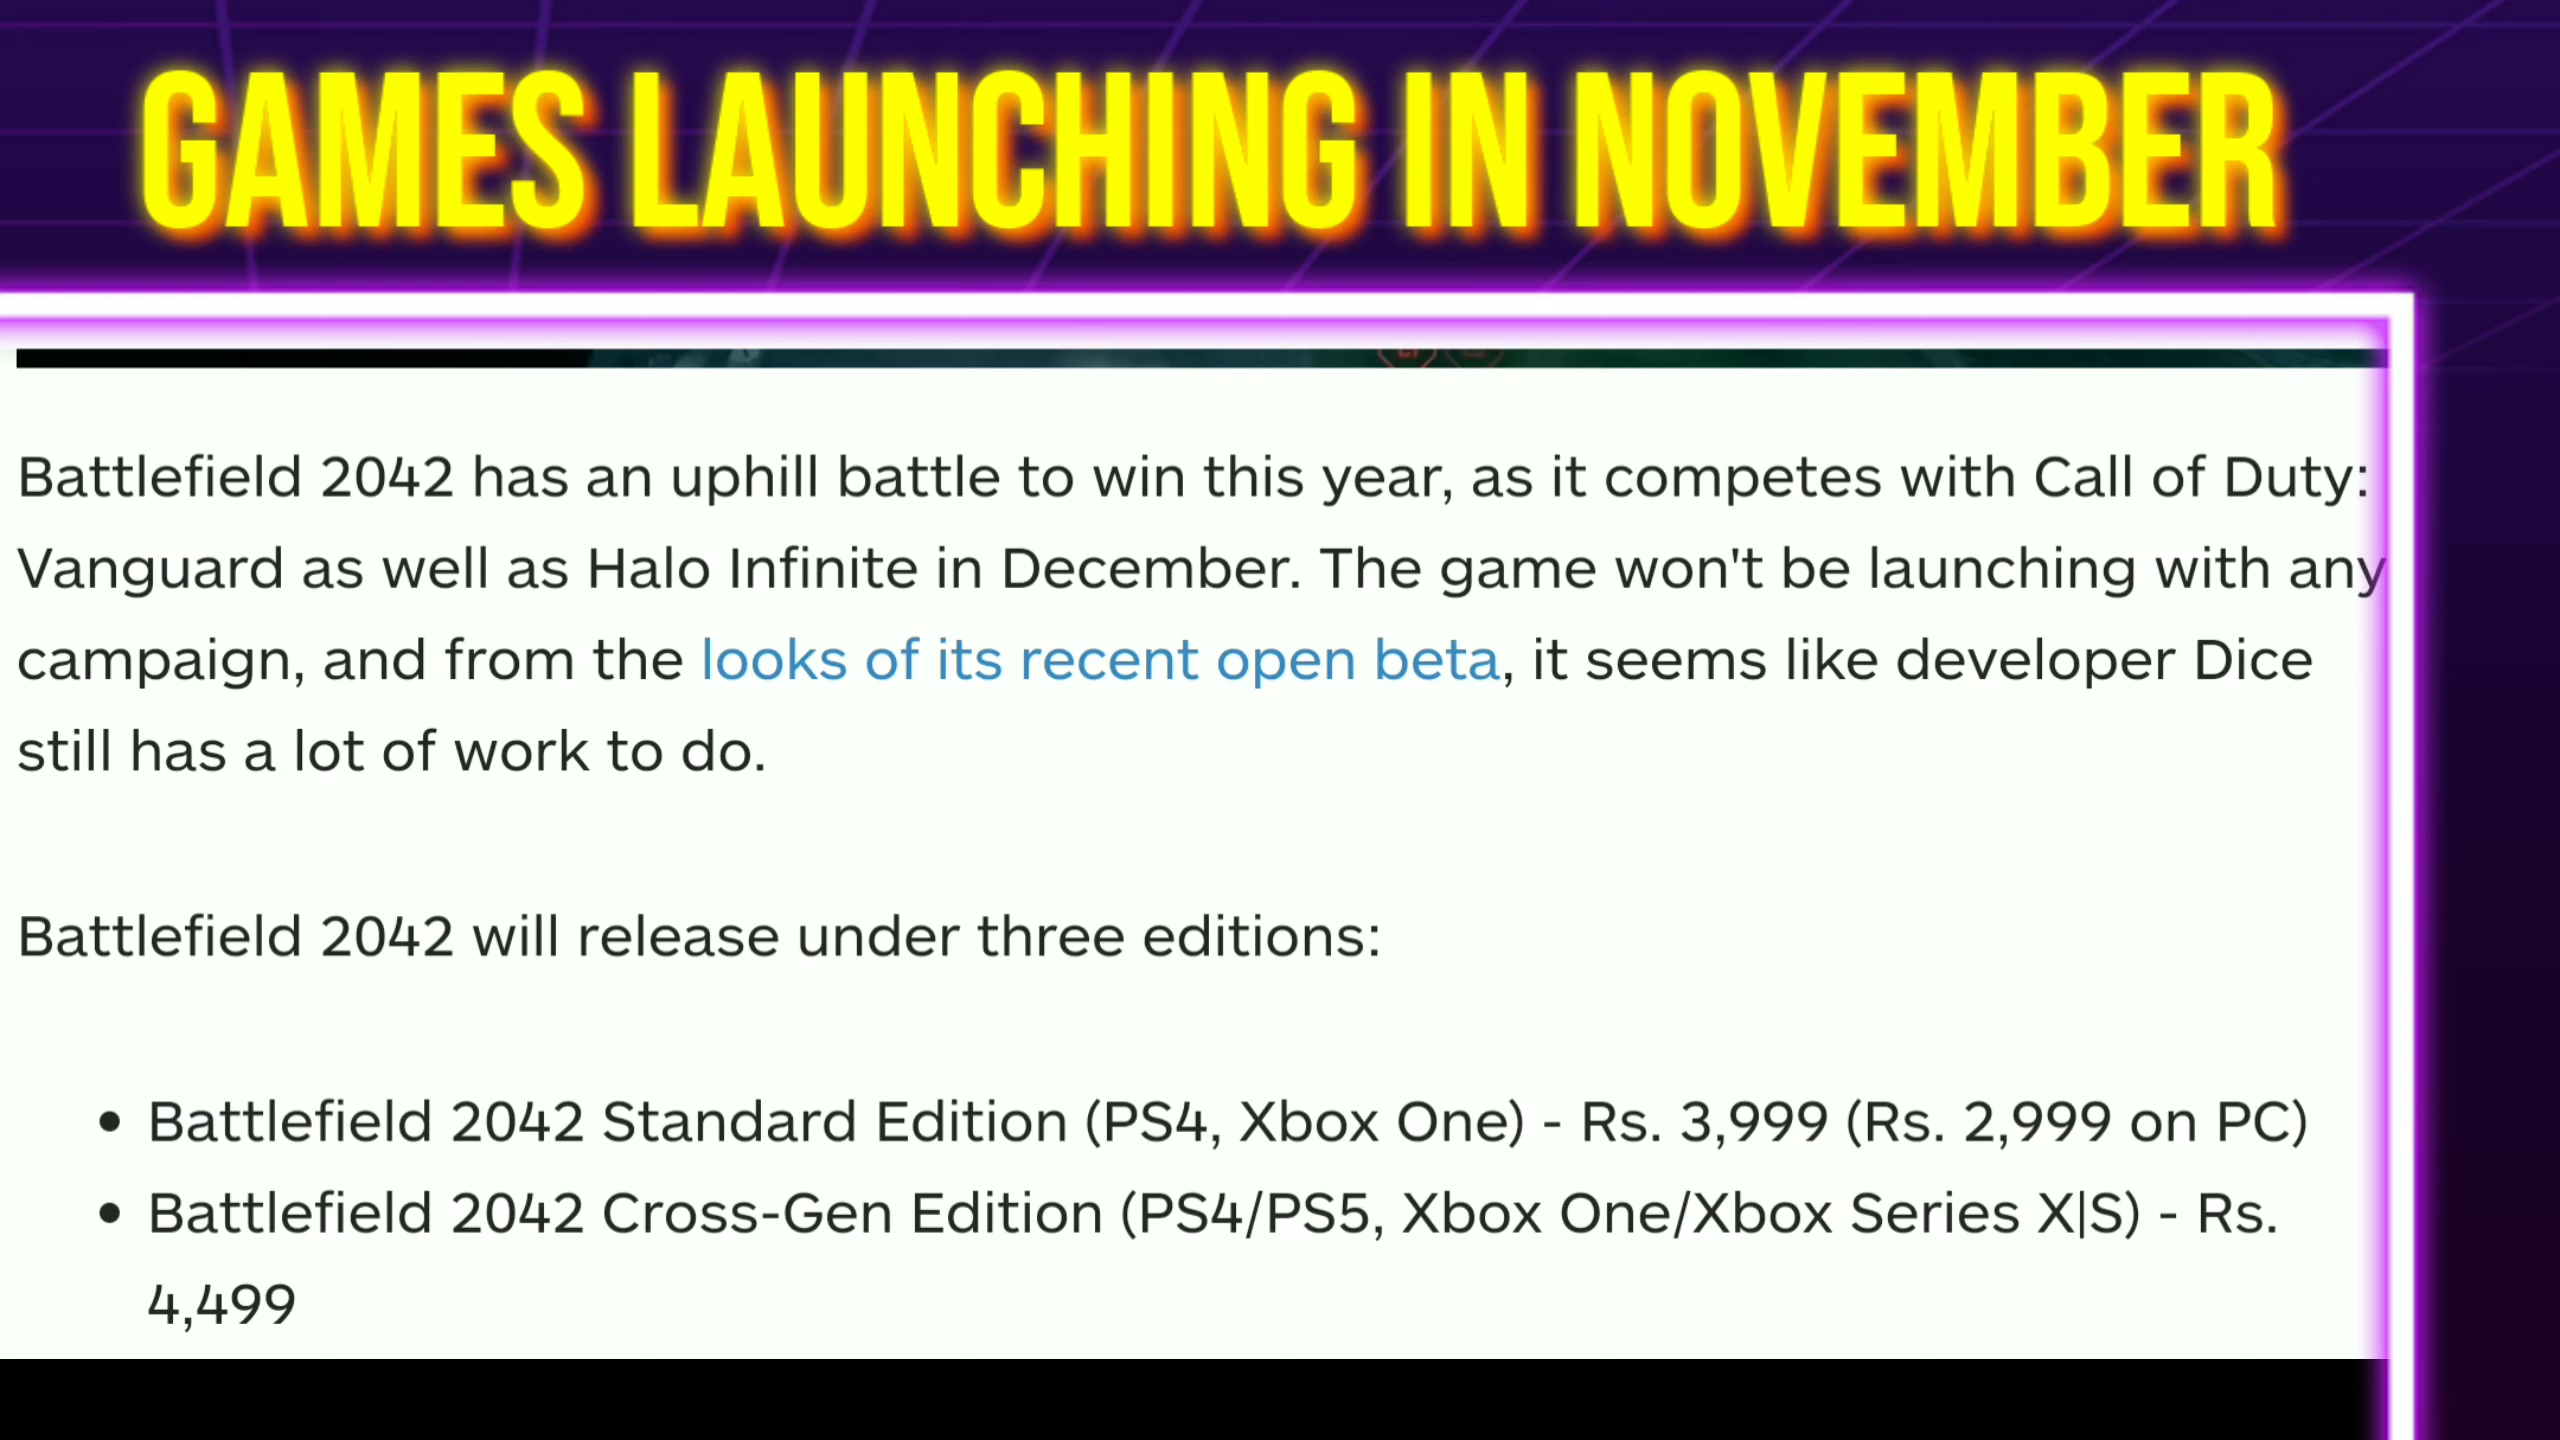 GAMES LAUNCHING IN NOVEMBER
Battlefield 2042 has an uphill battle to win this year, as it competes with Call of Duty:
Vanguard as well as Halo Infinite in December. The game won't be launching with any
campaign, and from the looks of its recent open beta, it seems like developer Dice
still has a lot of work to do.
Battlefield 2042 will release under three editions:
• Battlefield 2042 Standard Edition (PS4, Xbox One) - Rs. 3,999 (Rs. 2,999 on PC)
• Battlefield 2042 Cross-Gen Edition (PS4/PS5, Xbox One/Xbox Series X|S) - Rs.
4,499